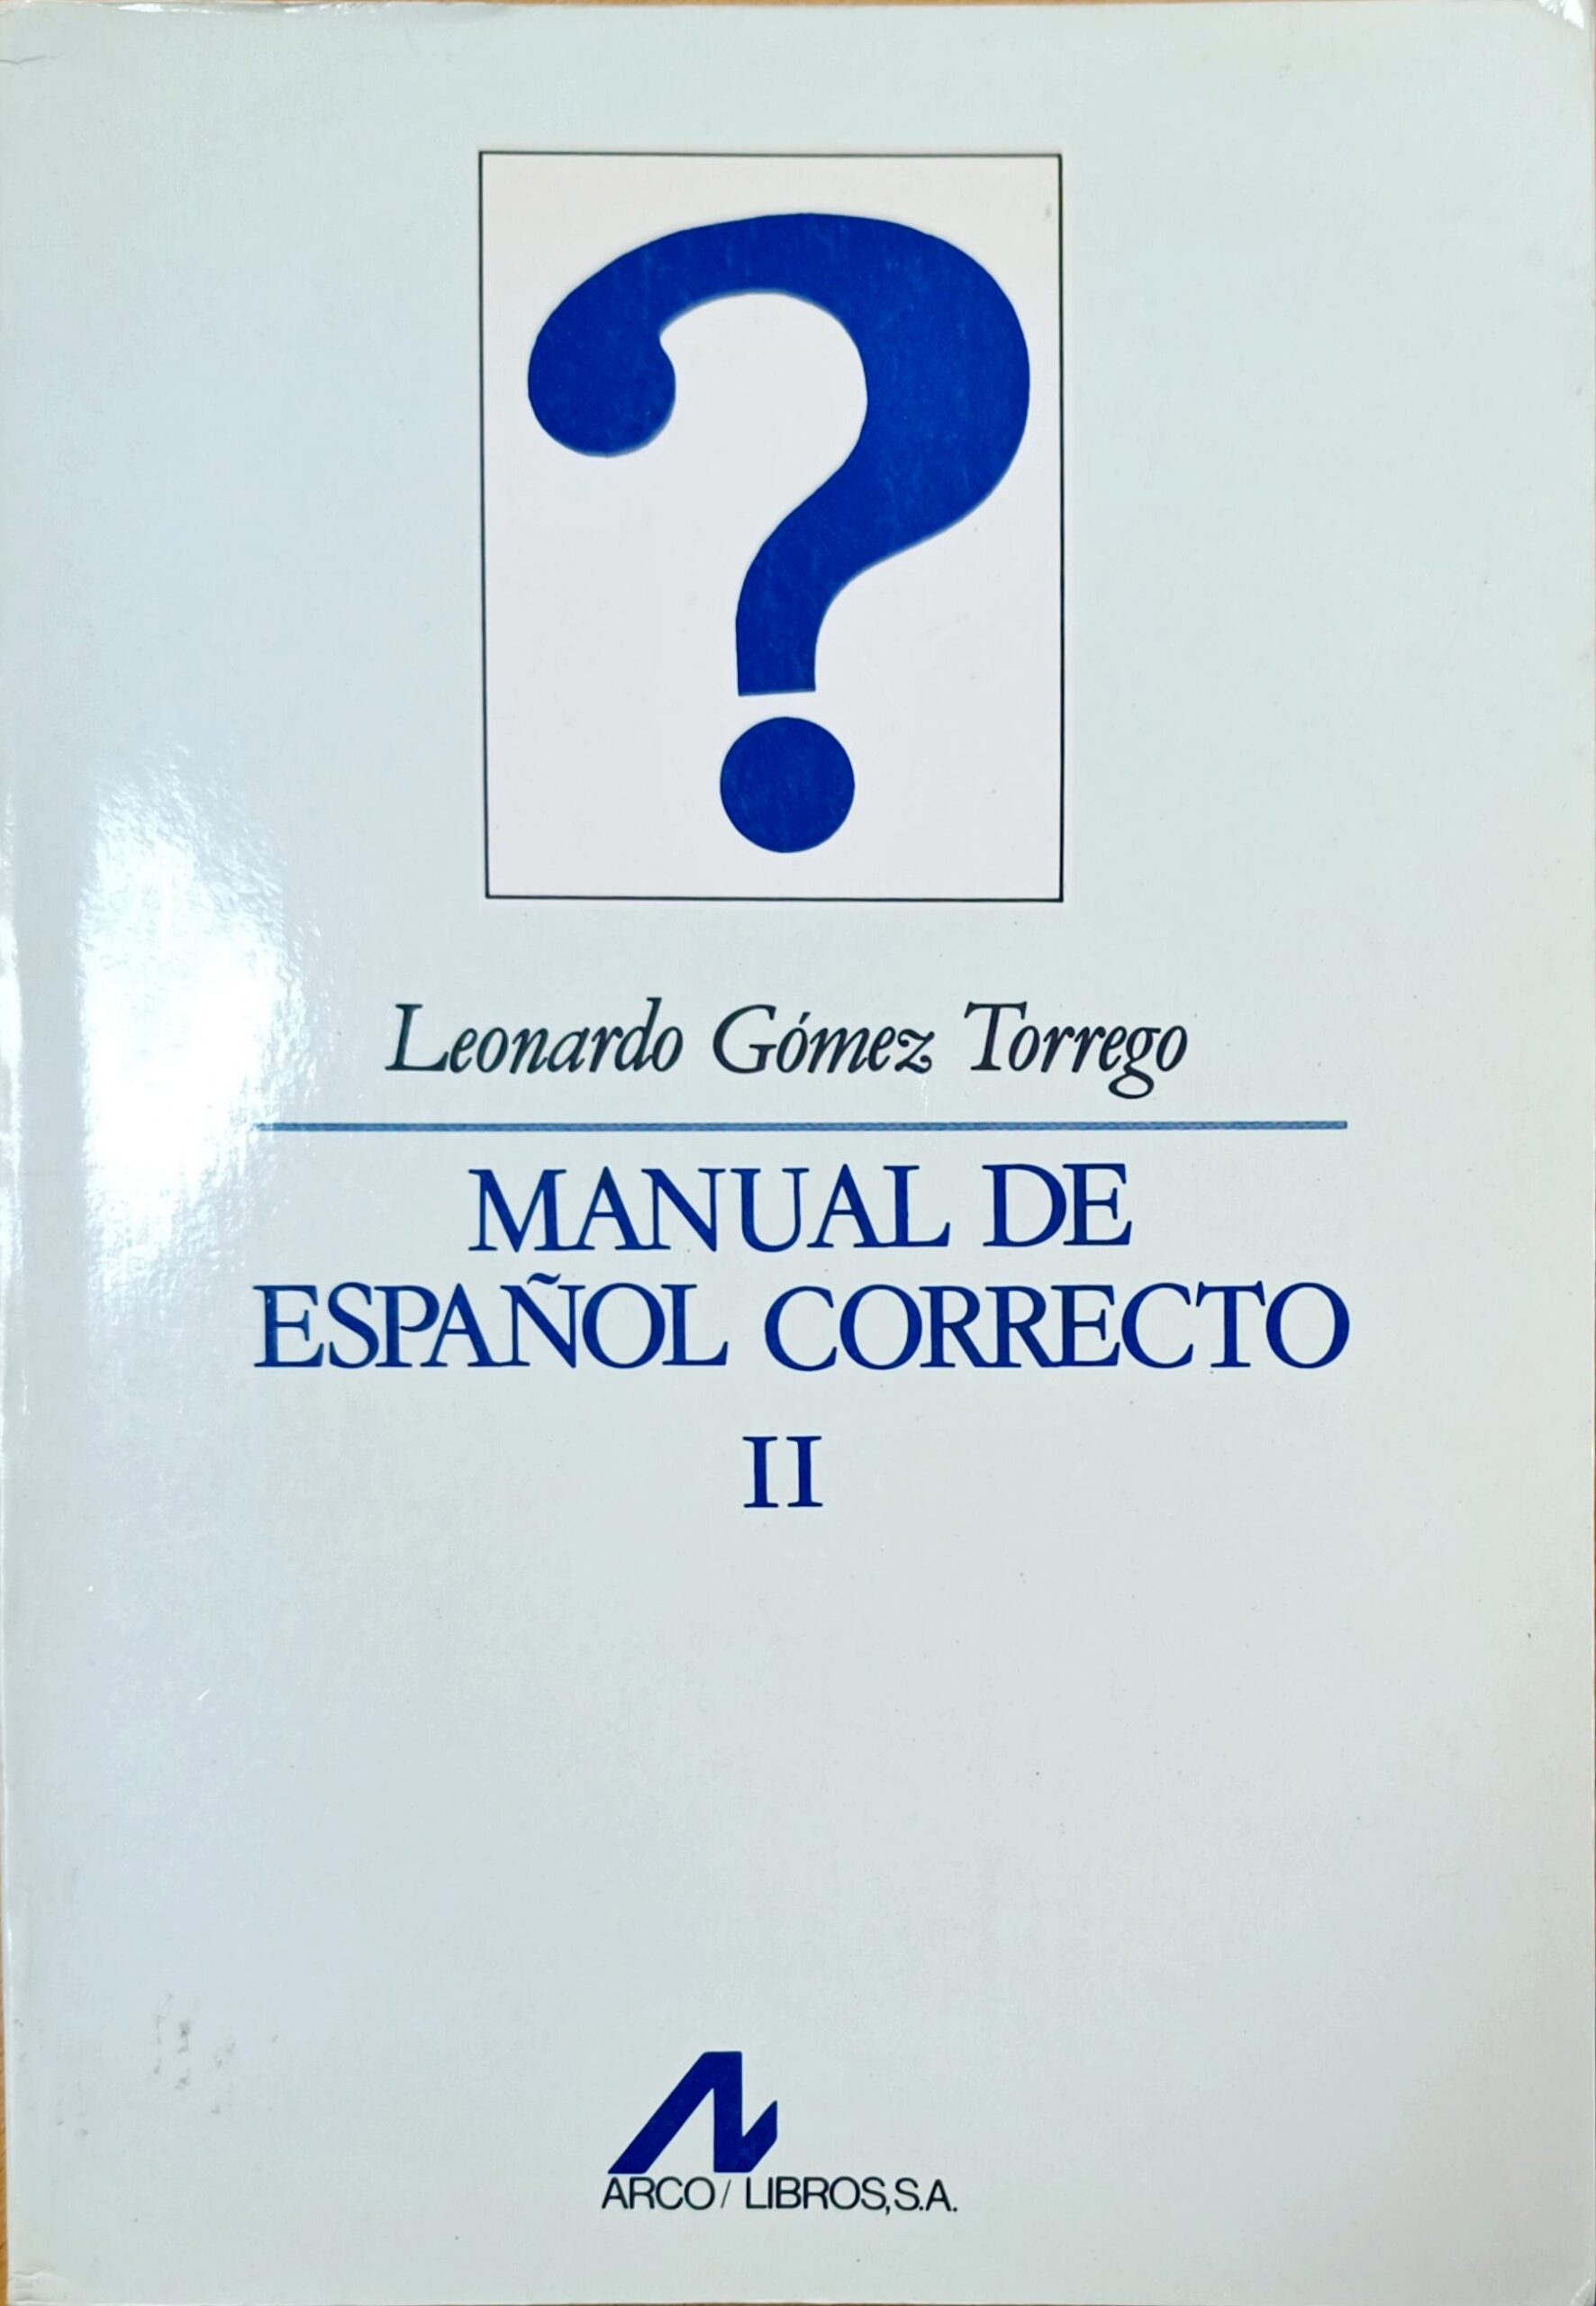 ?
Leonardo Gómez Torrego
MANUAL DE
ESPAÑOL CORRECTO
II
ARCO / LIBROS, S.A.